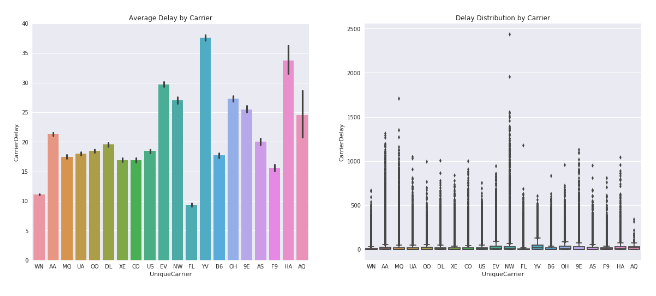 Average Delay by Carrier
40
35
30
25
20
15
10
5
0
CarrierDelay
WN AA MQ UA OO DL XE CO US EV NW FL YV B6 OH 9E AS F9 HA AQ
UniqueCarrier
Delay Distribution by Carrier
2500
2000
1500
1000
500
0
CarrierDelay
WN AA MQ UA OO DL XE CO US EV NW FL YV B6 OH 9E AS F9 HA AQ
UniqueCarrier